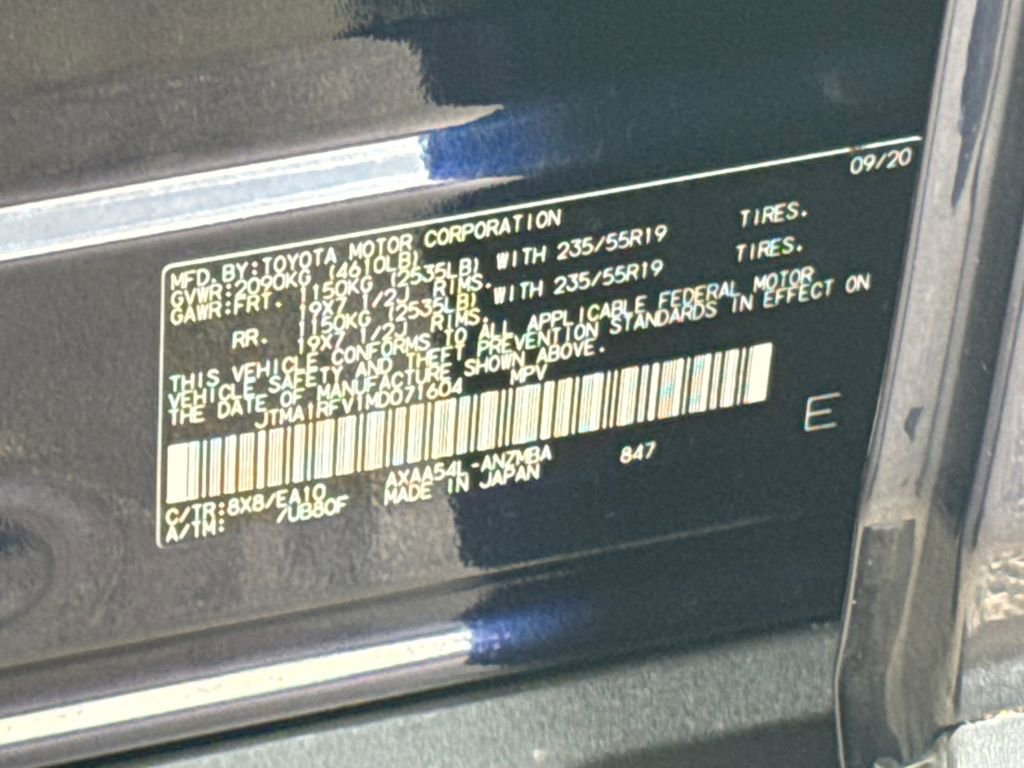 09/20
MFD. BY: TOYOTA MOTOR CORPORATION
GVWR: 2090KG (4610LB)
GAWR: FRT. 1150KG (2535LB) WITH 235/55R19 TIRES.
19X7 1/2J RTMS.
RR. 1150KG (2535LB) WITH 235/55R19 TIRES.
19X7 1/2J RTMS.
THIS VEHICLE CONFORMS TO ALL APPLICABLE FEDERAL MOTOR
VEHICLE SAFETY AND THEFT PREVENTION STANDARDS IN EFFECT ON
THE DATE OF MANUFACTURE SHOWN ABOVE.
JTMA1RFV1MD071604 MPV
E
C/TR: 8X8/EA10 AXAA54L-ANZMBA 847
A/TM: /UB80F MADE IN JAPAN